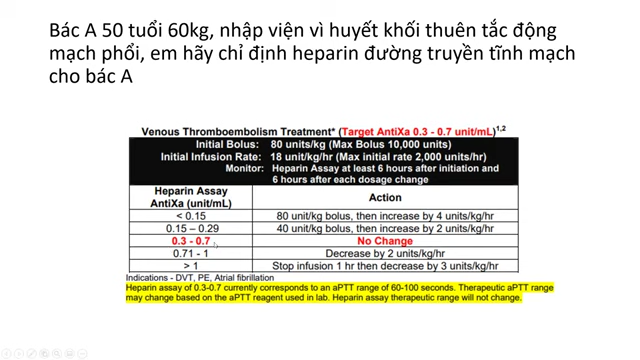 Bác A 50 tuổi 60kg, nhập viện vì huyết khối thuyên tắc động
mạch phổi, em hãy chỉ định heparin đường truyền tĩnh mạch
cho bác A
Venous Thromboembolism Treatment* (Target AntiXa 0.3 - 0.7 unit/mL)1,2
Initial Bolus: 80 units/kg (Max Bolus 10,000 units)
Initial Infusion Rate: 18 unit/kg/hr (Max initial rate 2,000 units/hr)
Monitor: Heparin Assay at least 6 hours after initiation and
6 hours after each dosage change
Heparin Assay
AntiXa (unit/mL) Action
< 0.15 80 unit/kg bolus, then increase by 4 units/kg/hr
0.15 – 0.29 40 unit/kg bolus, then increase by 2 units/kg/hr
0.3 - 0.7 No Change
0.71 - 1 Decrease by 2 units/kg/hr
> 1 Stop infusion 1 hr then decrease by 3 units/kg/hr
Indications - DVT, PE, Atrial fibrillation
Heparin assay of 0.3-0.7 currently corresponds to an aPTT range of 60-100 seconds. Therapeutic aPTT range
may change based on the aPTT reagent used in lab. Heparin assay therapeutic range will not change.